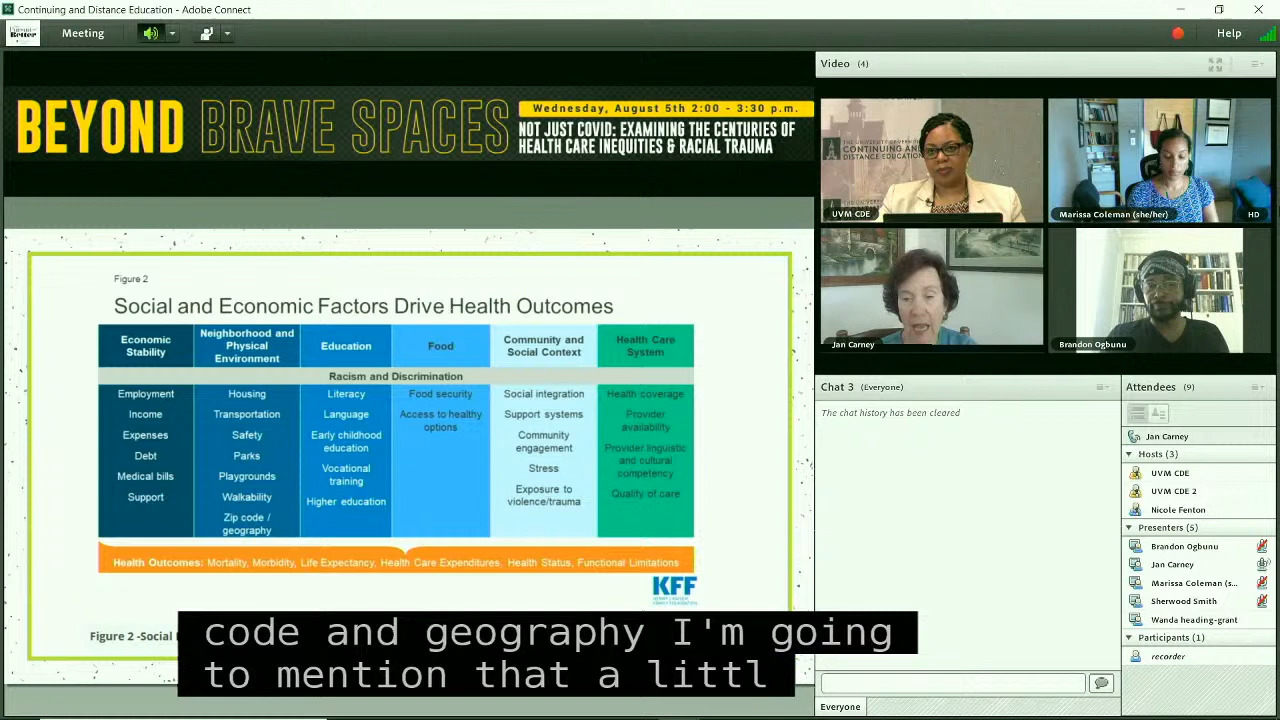 Continuing and Distance Education - Adobe Connect
Meeting
Help
BEYOND BRAVE SPACES
Wednesday, August 5th 2:00 - 3:30 p.m.
NOT JUST COVID: EXAMINING THE CENTURIES OF
HEALTH CARE INEQUITIES & RACIAL TRAUMA
Figure 2
Social and Economic Factors Drive Health Outcomes
Economic
Stability
Neighborhood and
Physical
Environment
Education
Food
Community and
Social Context
Health Care
System
Racism and Discrimination
Employment
Income
Expenses
Debt
Medical bills
Support
Housing
Transportation
Safety
Parks
Playgrounds
Walkability
Zip code /
geography
Literacy
Language
Early childhood
education
Vocational
training
Higher education
Food security
Access to healthy
options
Social integration
Support systems
Community
engagement
Stress
Exposure to
violence/trauma
Health coverage
Provider
availability
Provider linguistic
and cultural
competency
Quality of care
Health Outcomes: Mortality, Morbidity, Life Expectancy, Health Care Expenditures, Health Status, Functional Limitations
KFF
Figure 2 -Social
code and geography I'm going
to mention that a littl
Video (4)
CONTINUING AND
DISTANCE EDUCATION
UVM CDE
Marissa Coleman (she/her)
HD
Jan Carney
Brandon Ogbunu
Chat 3 (Everyone)
The chat history has been cleared
Everyone
Attendees (9)
Jan Carney
Hosts (3)
UVM CDE
UVM CDE 2
Nicole Fenton
Presenters (5)
Brandon Ogbunu
Jan Carney
Marissa Coleman (s...
Sherwood Smith
Wanda heading-grant
Participants (1)
recorder